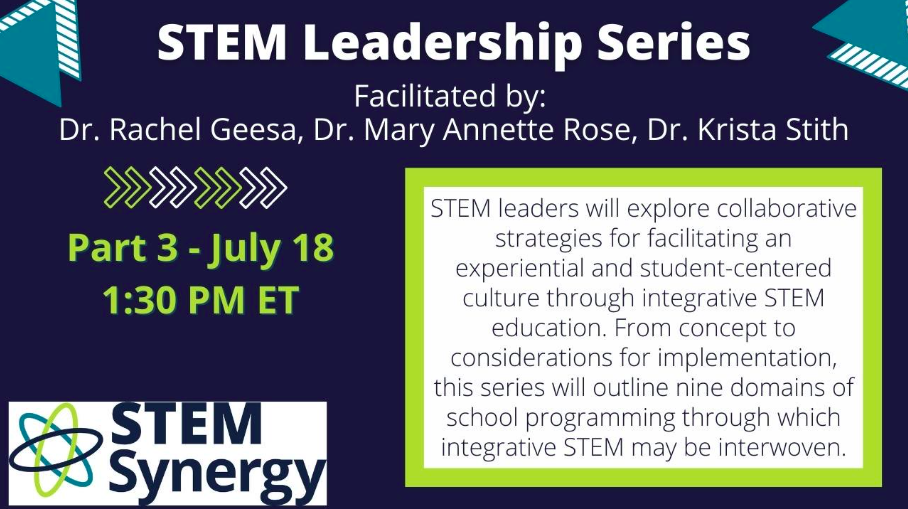 STEM Leadership Series
Facilitated by:
Dr. Rachel Geesa, Dr. Mary Annette Rose, Dr. Krista Stith
Part 3 - July 18
1:30 PM ET
STEM leaders will explore collaborative
strategies for facilitating an
experiential and student-centered
culture through integrative STEM
education. From concept to
considerations for implementation,
this series will outline nine domains of
school programming through which
integrative STEM may be interwoven.
STEM
Synergy